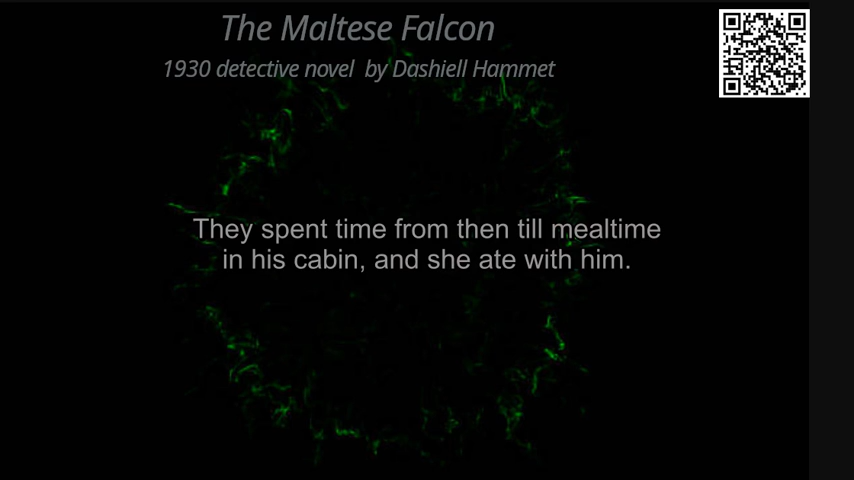 The Maltese Falcon
1930 detective novel by Dashiell Hammet
They spent time from then till mealtime
in his cabin, and she ate with him.